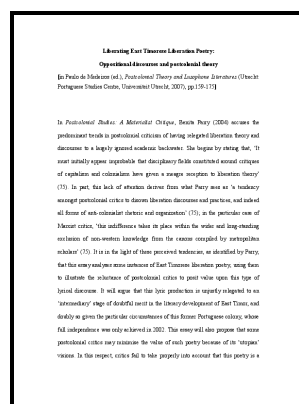 Liberating East Timorese Liberation Poetry:
Oppositional discourses and postcolonial theory
[in Paulo de Medeiros (ed.), Postcolonial Theory and Lusophone Literatures (Utrecht:
Portuguese Studies Center, Universiteit Utrecht, 2007), pp.159-175]
In Postcolonial Studies: A Materialist Critique, Benita Parry (2004) accuses the
predominant trends in postcolonial criticism of having relegated liberation theory and
discourses to a largely ignored academic backwater. She begins by stating that, 'It
must initially appear improbable that disciplinary fields constituted around critiques
of capitalism and colonialism have given a meagre reception to liberation theory'
(75). In part, this lack of attention derives from what Parry sees as 'a tendency
amongst postcolonial critics to disown liberation discourses and practices, and indeed
all forms of anti-colonialist rhetoric and organization' (75); in the particular case of
Marxist critics, 'this indifference takes its place within the wider and long-standing
exclusion of non-western knowledge from the canons compiled by metropolitan
scholars' (75). It is in the light of these perceived tendencies, as identified by Parry,
that this essay analyses some instances of East Timorese liberation poetry, using them
to illustrate the reluctance of postcolonial critics to point value upon this type of
lyrical discourse. It will argue that this lyric production is unjustly relegated to an
'intermediary' stage of doubtful merit in the literary development of East Timor, and
doubly so given the particular circumstances of this former Portuguese colony, whose
full independence was only achieved in 2002. This essay will also propose that some
postcolonial critics may minimise the value of such poetry because of its 'utopian'
visions. In this respect, critics fail to take properly into account that this poetry is a